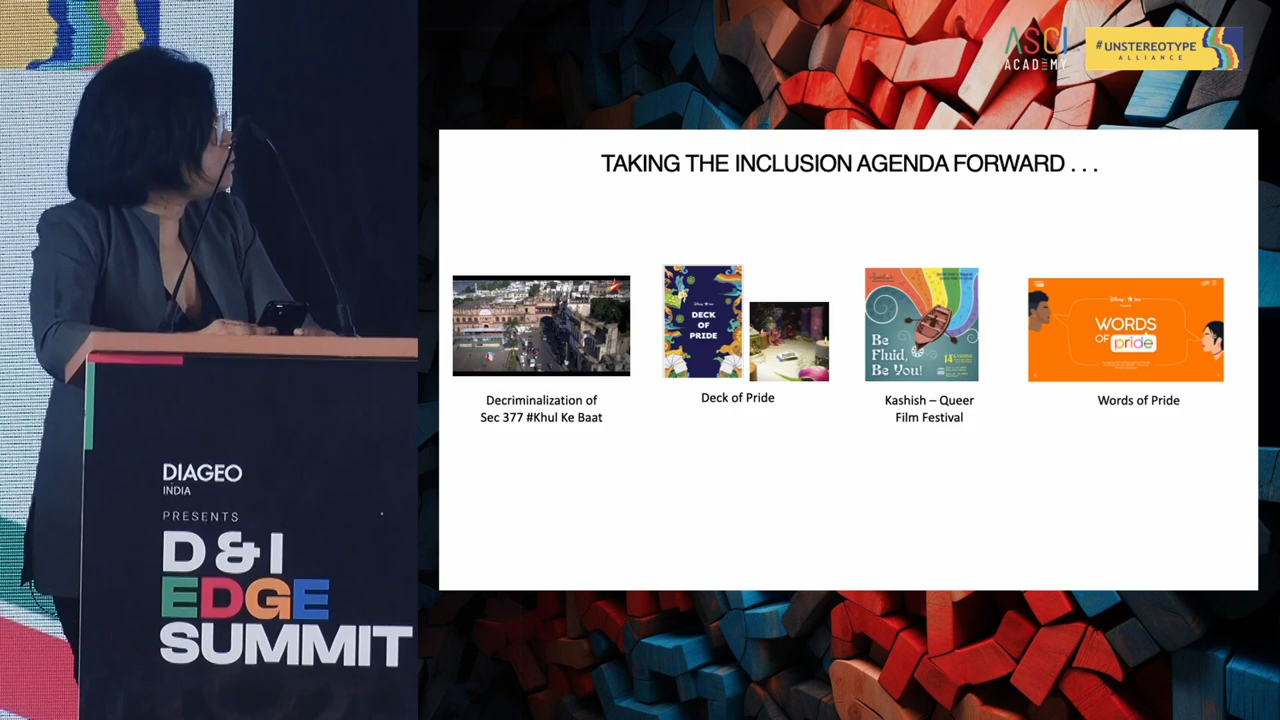 ASCI
ACADEMY
#UNSTEREOTYPE
ALLIANCE
TAKING THE INCLUSION AGENDA FORWARD . . .
DECK
OF
PRIDE
Be
Fluid,
Be You!
WORDS
OF pride
Decriminalization of
Sec 377 #Khul Ke Baat
Deck of Pride
Kashish – Queer
Film Festival
Words of Pride
DIAGEO
INDIA
PRESENTS
D & I
EDGE
SUMMIT